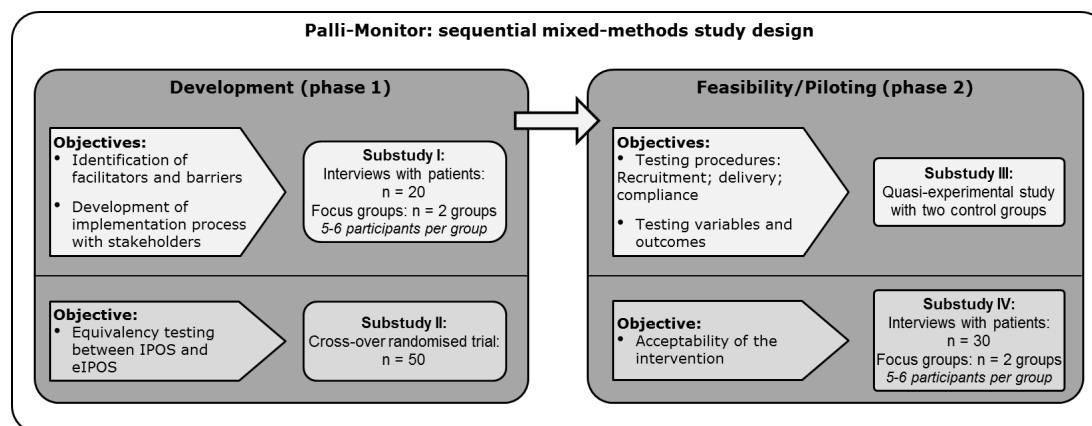 Palli-Monitor: sequential mixed-methods study design
Development (phase 1)
Objectives:
• Identification of
facilitators and barriers
• Development of
implementation process
with stakeholders
Substudy I:
Interviews with patients:
n = 20
Focus groups: n = 2 groups
5-6 participants per group
Objective:
• Equivalency testing
between IPOS and
eIPOS
Substudy II:
Cross-over randomised trial:
n = 50
Feasibility/Piloting (phase 2)
Objectives:
• Testing procedures:
Recruitment; delivery;
compliance
• Testing variables and
outcomes
Substudy III:
Quasi-experimental study
with two control groups
Objective:
• Acceptability of the
intervention
Substudy IV:
Interviews with patients:
n = 30
Focus groups: n = 2 groups
5-6 participants per group